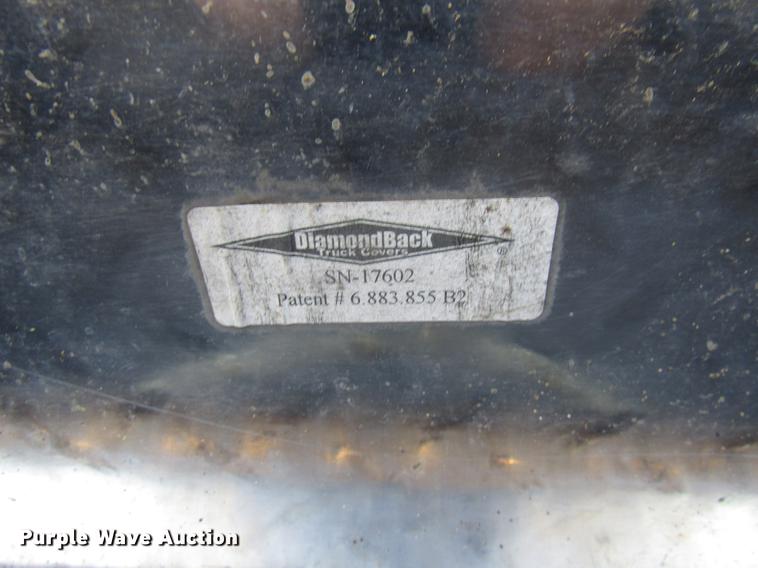 DiamondBack
Truck Covers
®
SN-17602
Patent # 6.883.855 B2
Purple Wave Auction